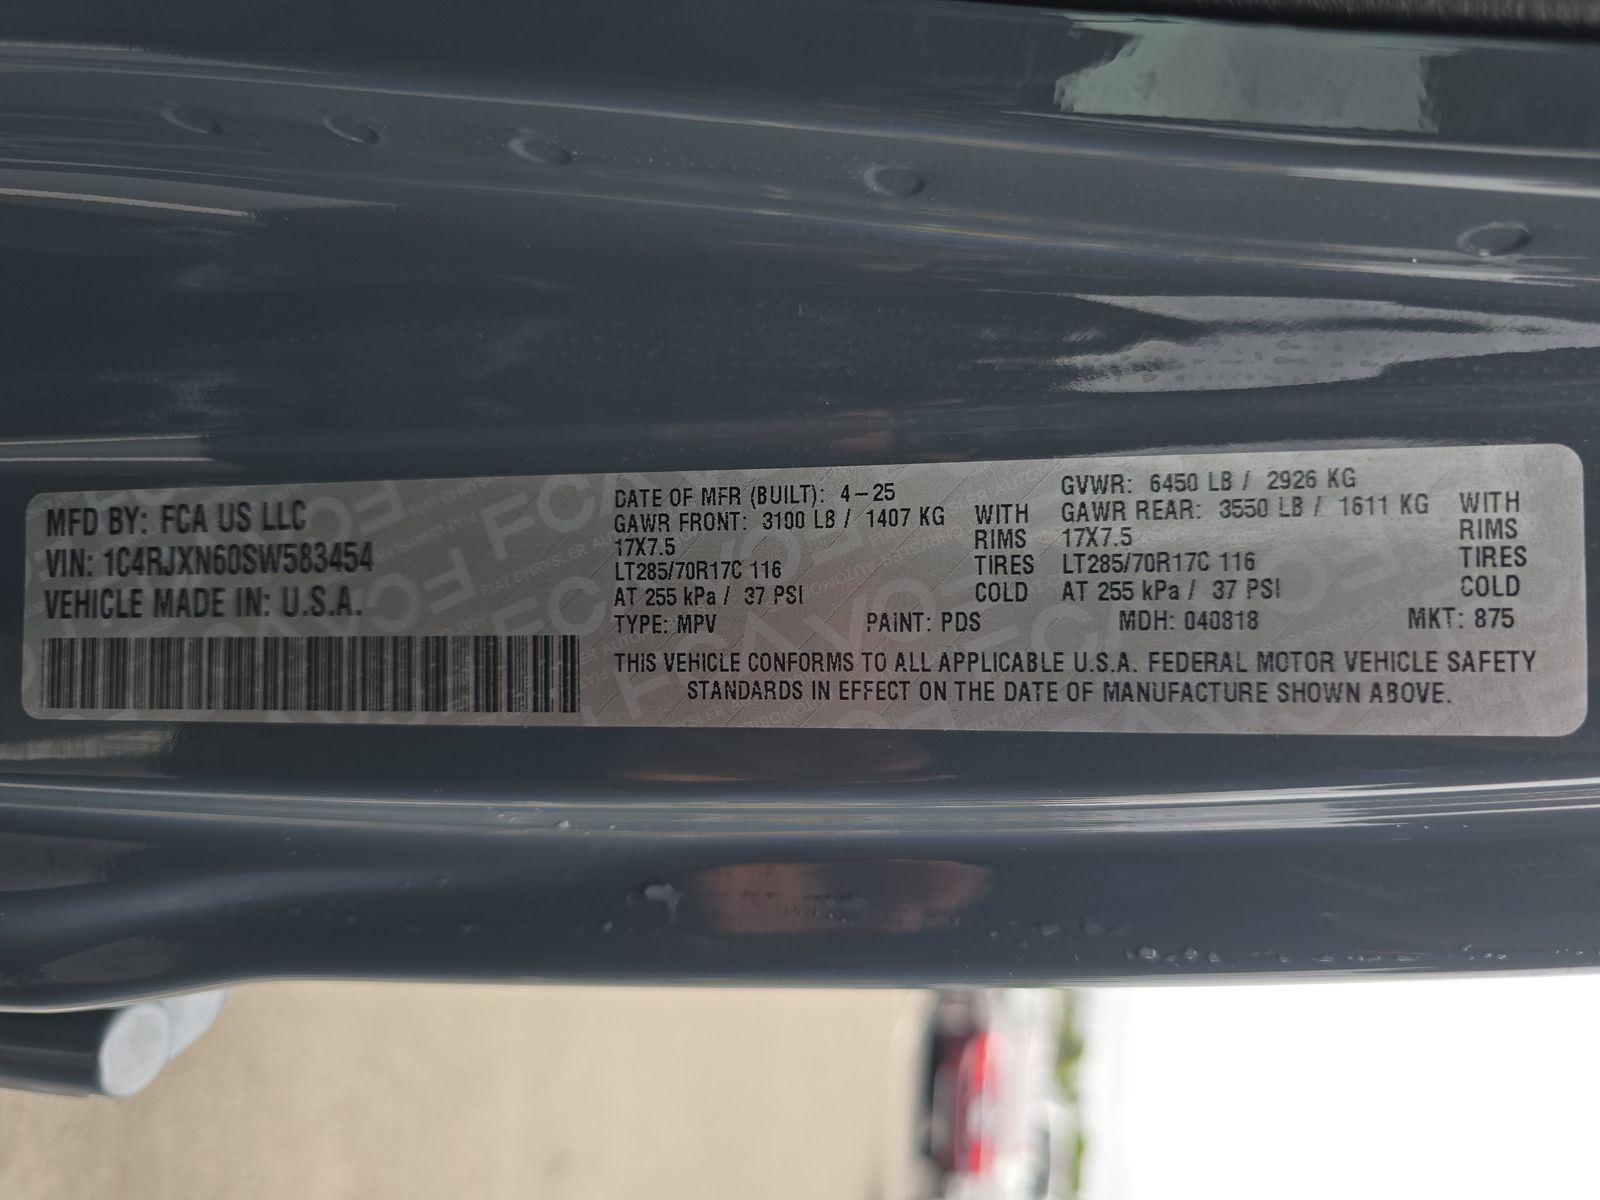 MFD BY: FCA US LLC
VIN: 1C4RJXN60SW583454
VEHICLE MADE IN: U.S.A.
DATE OF MFR (BUILT): 4-25
GVWR: 6450 LB / 2926 KG
GAWR FRONT: 3100 LB / 1407 KG WITH
17X7.5 RIMS
LT285/70R17C 116 TIRES
AT 255 kPa / 37 PSI COLD
GAWR REAR: 3550 LB / 1611 KG WITH
17X7.5 RIMS
LT285/70R17C 116 TIRES
AT 255 kPa / 37 PSI COLD
TYPE: MPV PAINT: PDS MDH: 040818 MKT: 875
THIS VEHICLE CONFORMS TO ALL APPLICABLE U.S.A. FEDERAL MOTOR VEHICLE SAFETY
STANDARDS IN EFFECT ON THE DATE OF MANUFACTURE SHOWN ABOVE.